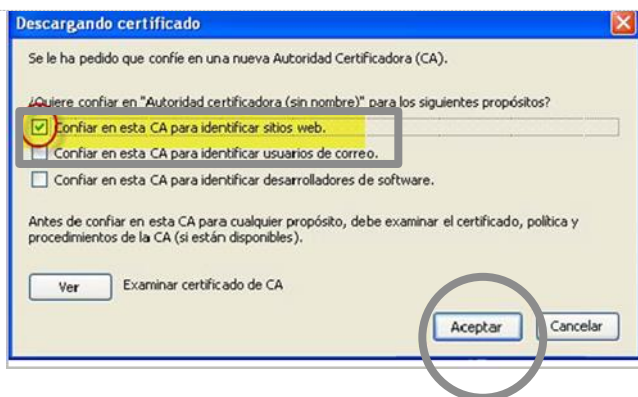 Descargando certificado
Se le ha pedido que confíe en una nueva Autoridad Certificadora (CA).
¿Quiere confiar en "Autoridad certificadora (sin nombre)" para los siguientes propósitos?
Confiar en esta CA para identificar sitios web.
Confiar en esta CA para identificar usuarios de correo.
Confiar en esta CA para identificar desarrolladores de software.
Antes de confiar en esta CA para cualquier propósito, debe examinar el certificado, política y
procedimientos de la CA (si están disponibles).
Ver Examinar certificado de CA
Aceptar Cancelar